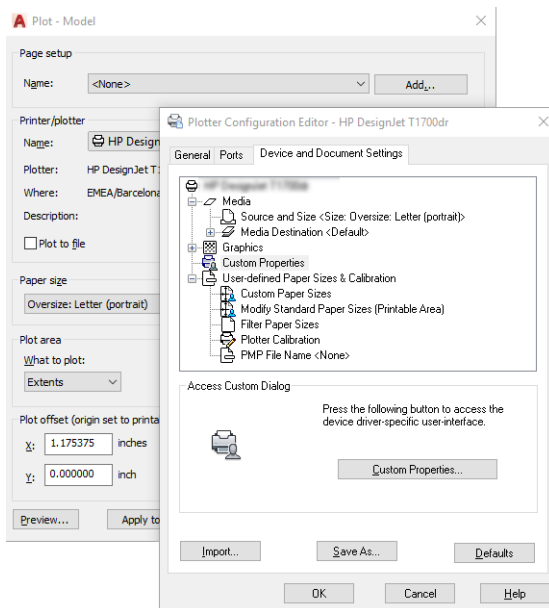 Plot - Model
Page setup
Name: <None> Add...
Printer/plotter
Name: HP Design
Plotter: HP DesignJet T1
Where: EMEA/Barcelona
Description:
Plot to file
Paper size
Oversize: Letter (portrait)
Plot area
What to plot:
Extents
Plot offset (origin set to printa
X: 1.175375 inches
Y: 0.000000 inch
Preview... Apply to
Plotter Configuration Editor - HP DesignJet T1700dr
General Ports Device and Document Settings
Media
Source and Size <Size: Oversize: Letter (portrait)>
Media Destination <Default>
Graphics
Custom Properties
User-defined Paper Sizes & Calibration
Custom Paper Sizes
Modify Standard Paper Sizes (Printable Area)
Filter Paper Sizes
Plotter Calibration
PMP File Name <None>
Access Custom Dialog
Press the following button to access the
device driver-specific user-interface.
Custom Properties...
Import... Save As... Defaults
OK Cancel Help